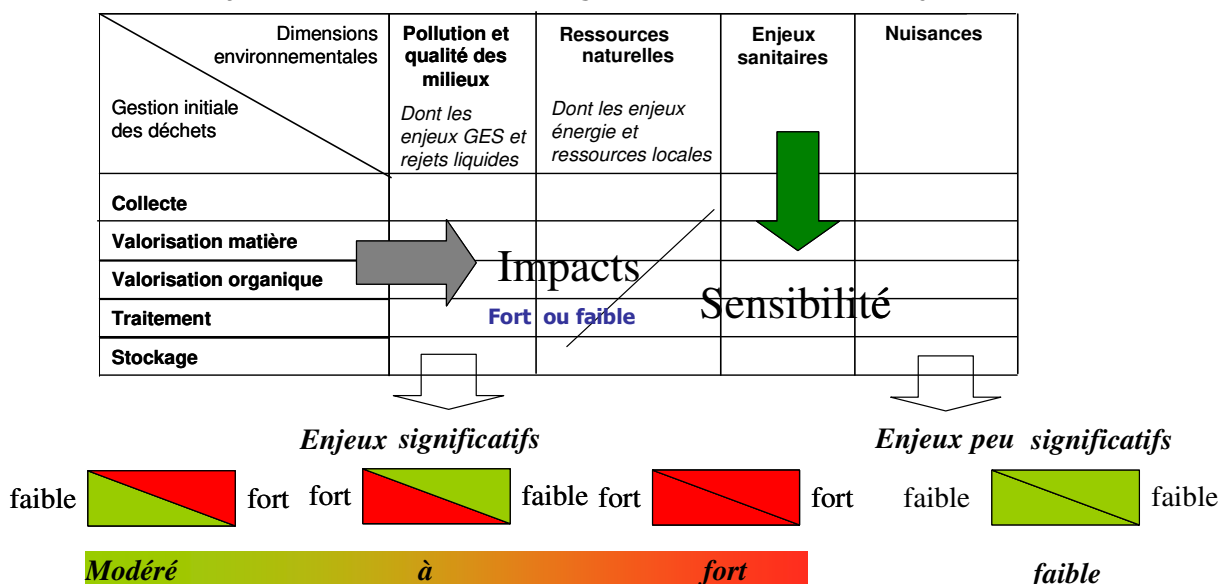 Dimensions
environnementales
Gestion initiale
des déchets
Pollution et
qualité des
milieux
Dont les
enjeux GES et
rejets liquides
Ressources
naturelles
Dont les enjeux
énergie et
ressources locales
Enjeux
sanitaires
Nuisances
Collecte
Valorisation matière
Valorisation organique
Traitement
Stockage
Impacts
Fort ou faible
Sensibilité
Enjeux significatifs
Enjeux peu significatifs
faible fort
fort faible
fort fort
faible faible
Modéré à fort
faible